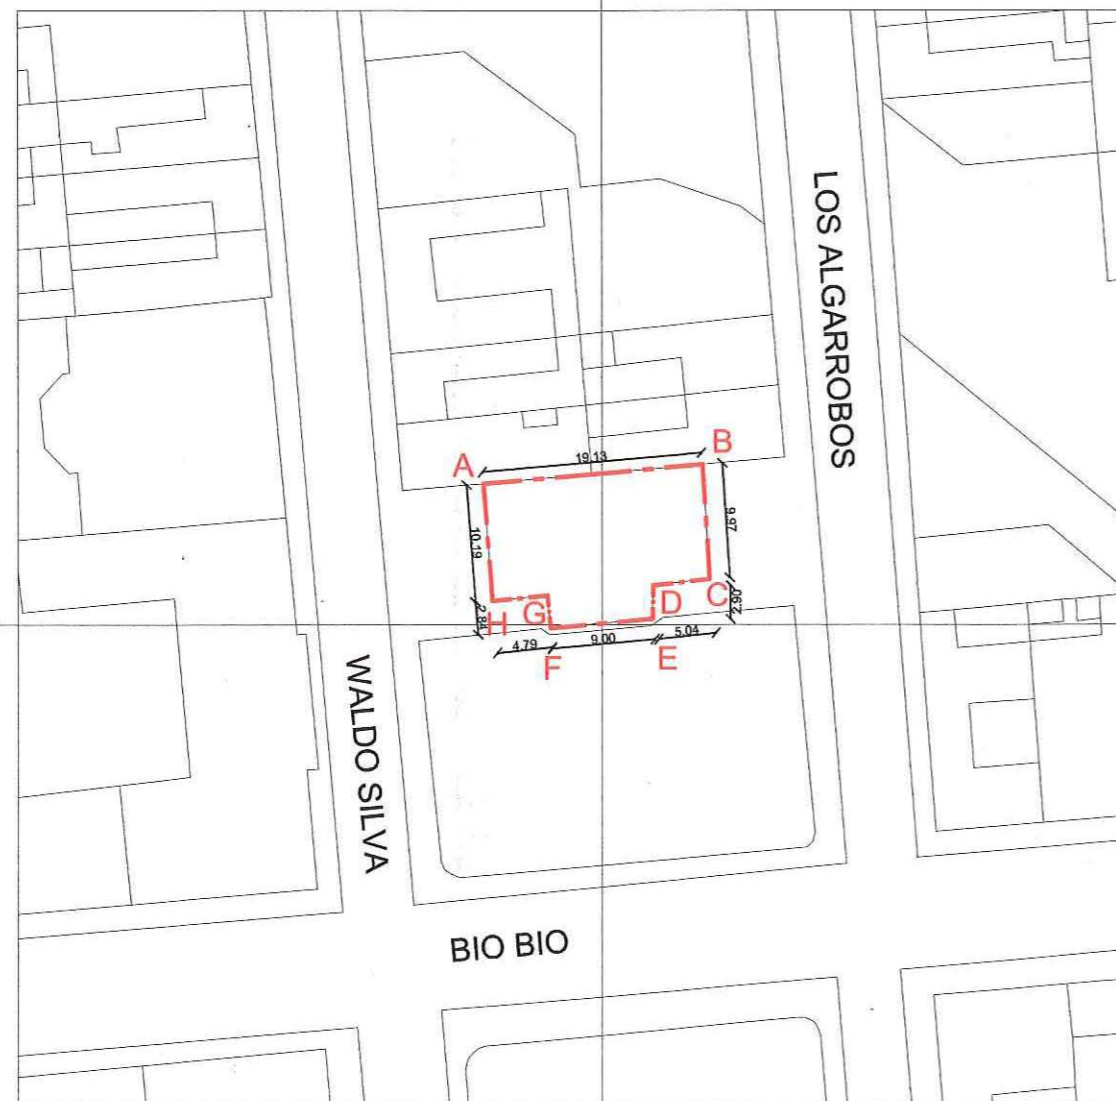 LOS ALGARROBOS
A
B
19.13
10.19
9.97
H
2.84
G
D
C
2.90
4.79
F
9.00
E
5.04
WALDO SILVA
BIO BIO